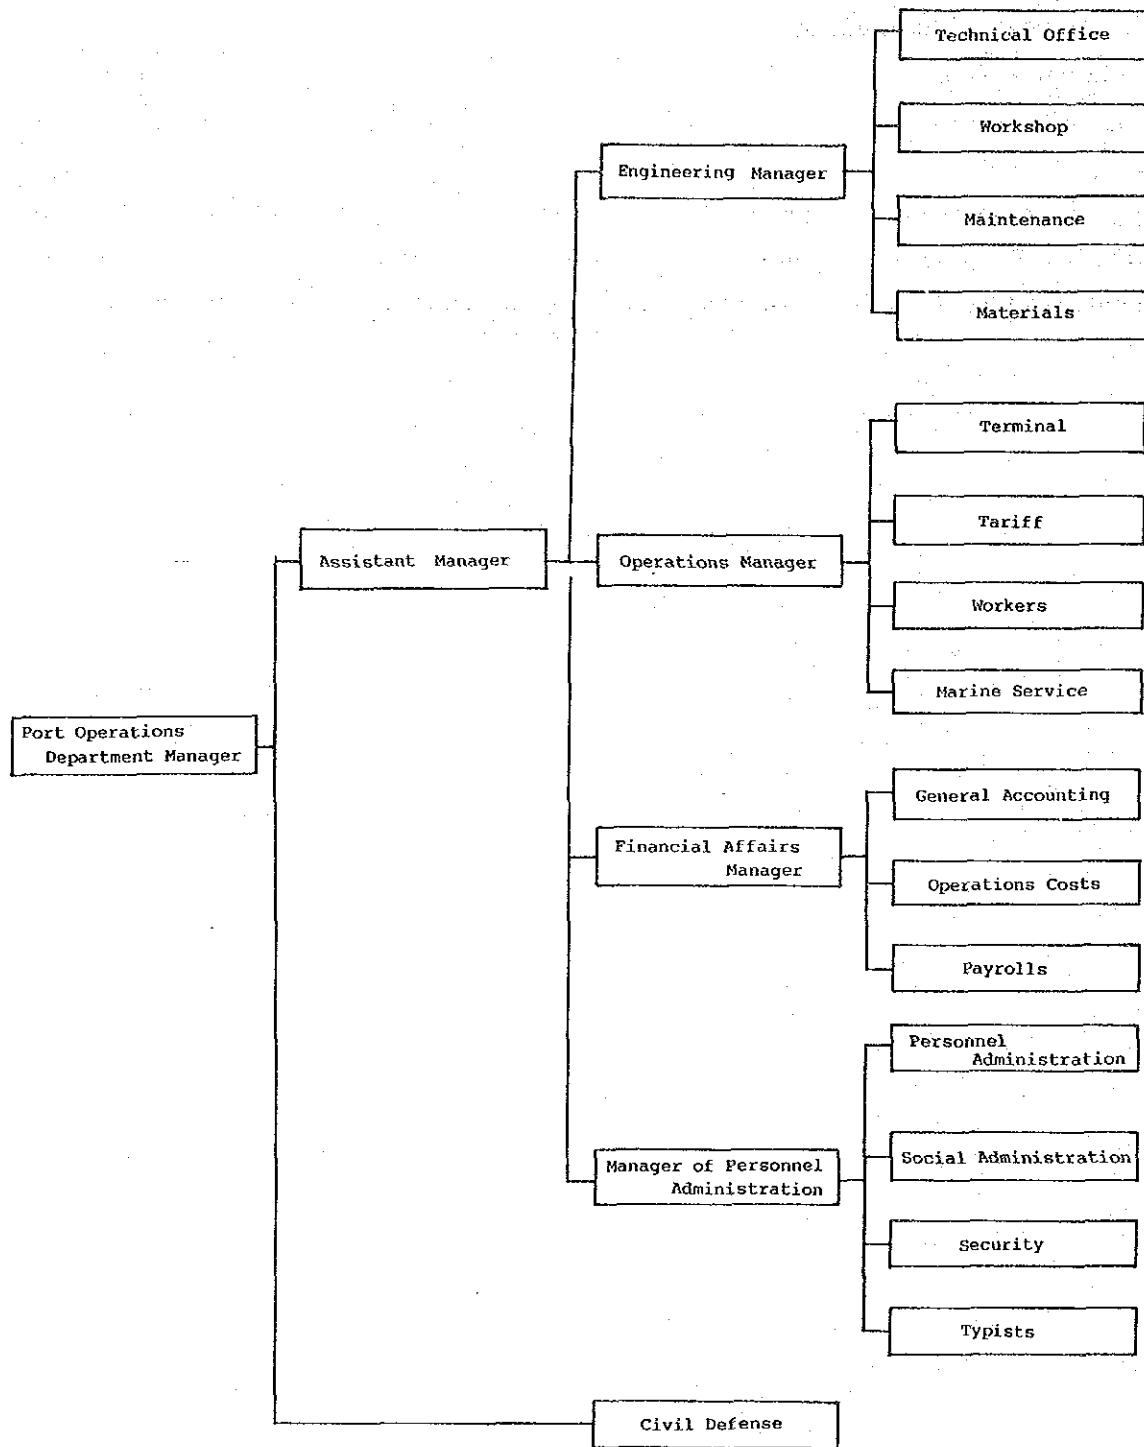 Technical Office
Workshop
Engineering Manager
Maintenance
Materials
Terminal
Tariff
Assistant Manager
Operations Manager
Workers
Marine Service
Port Operations
Department Manager
General Accounting
Financial Affairs
Manager
Operations Costs
Payrolls
Personnel
Administration
Social Administration
Manager of Personnel
Administration
Security
Typists
Civil Defense